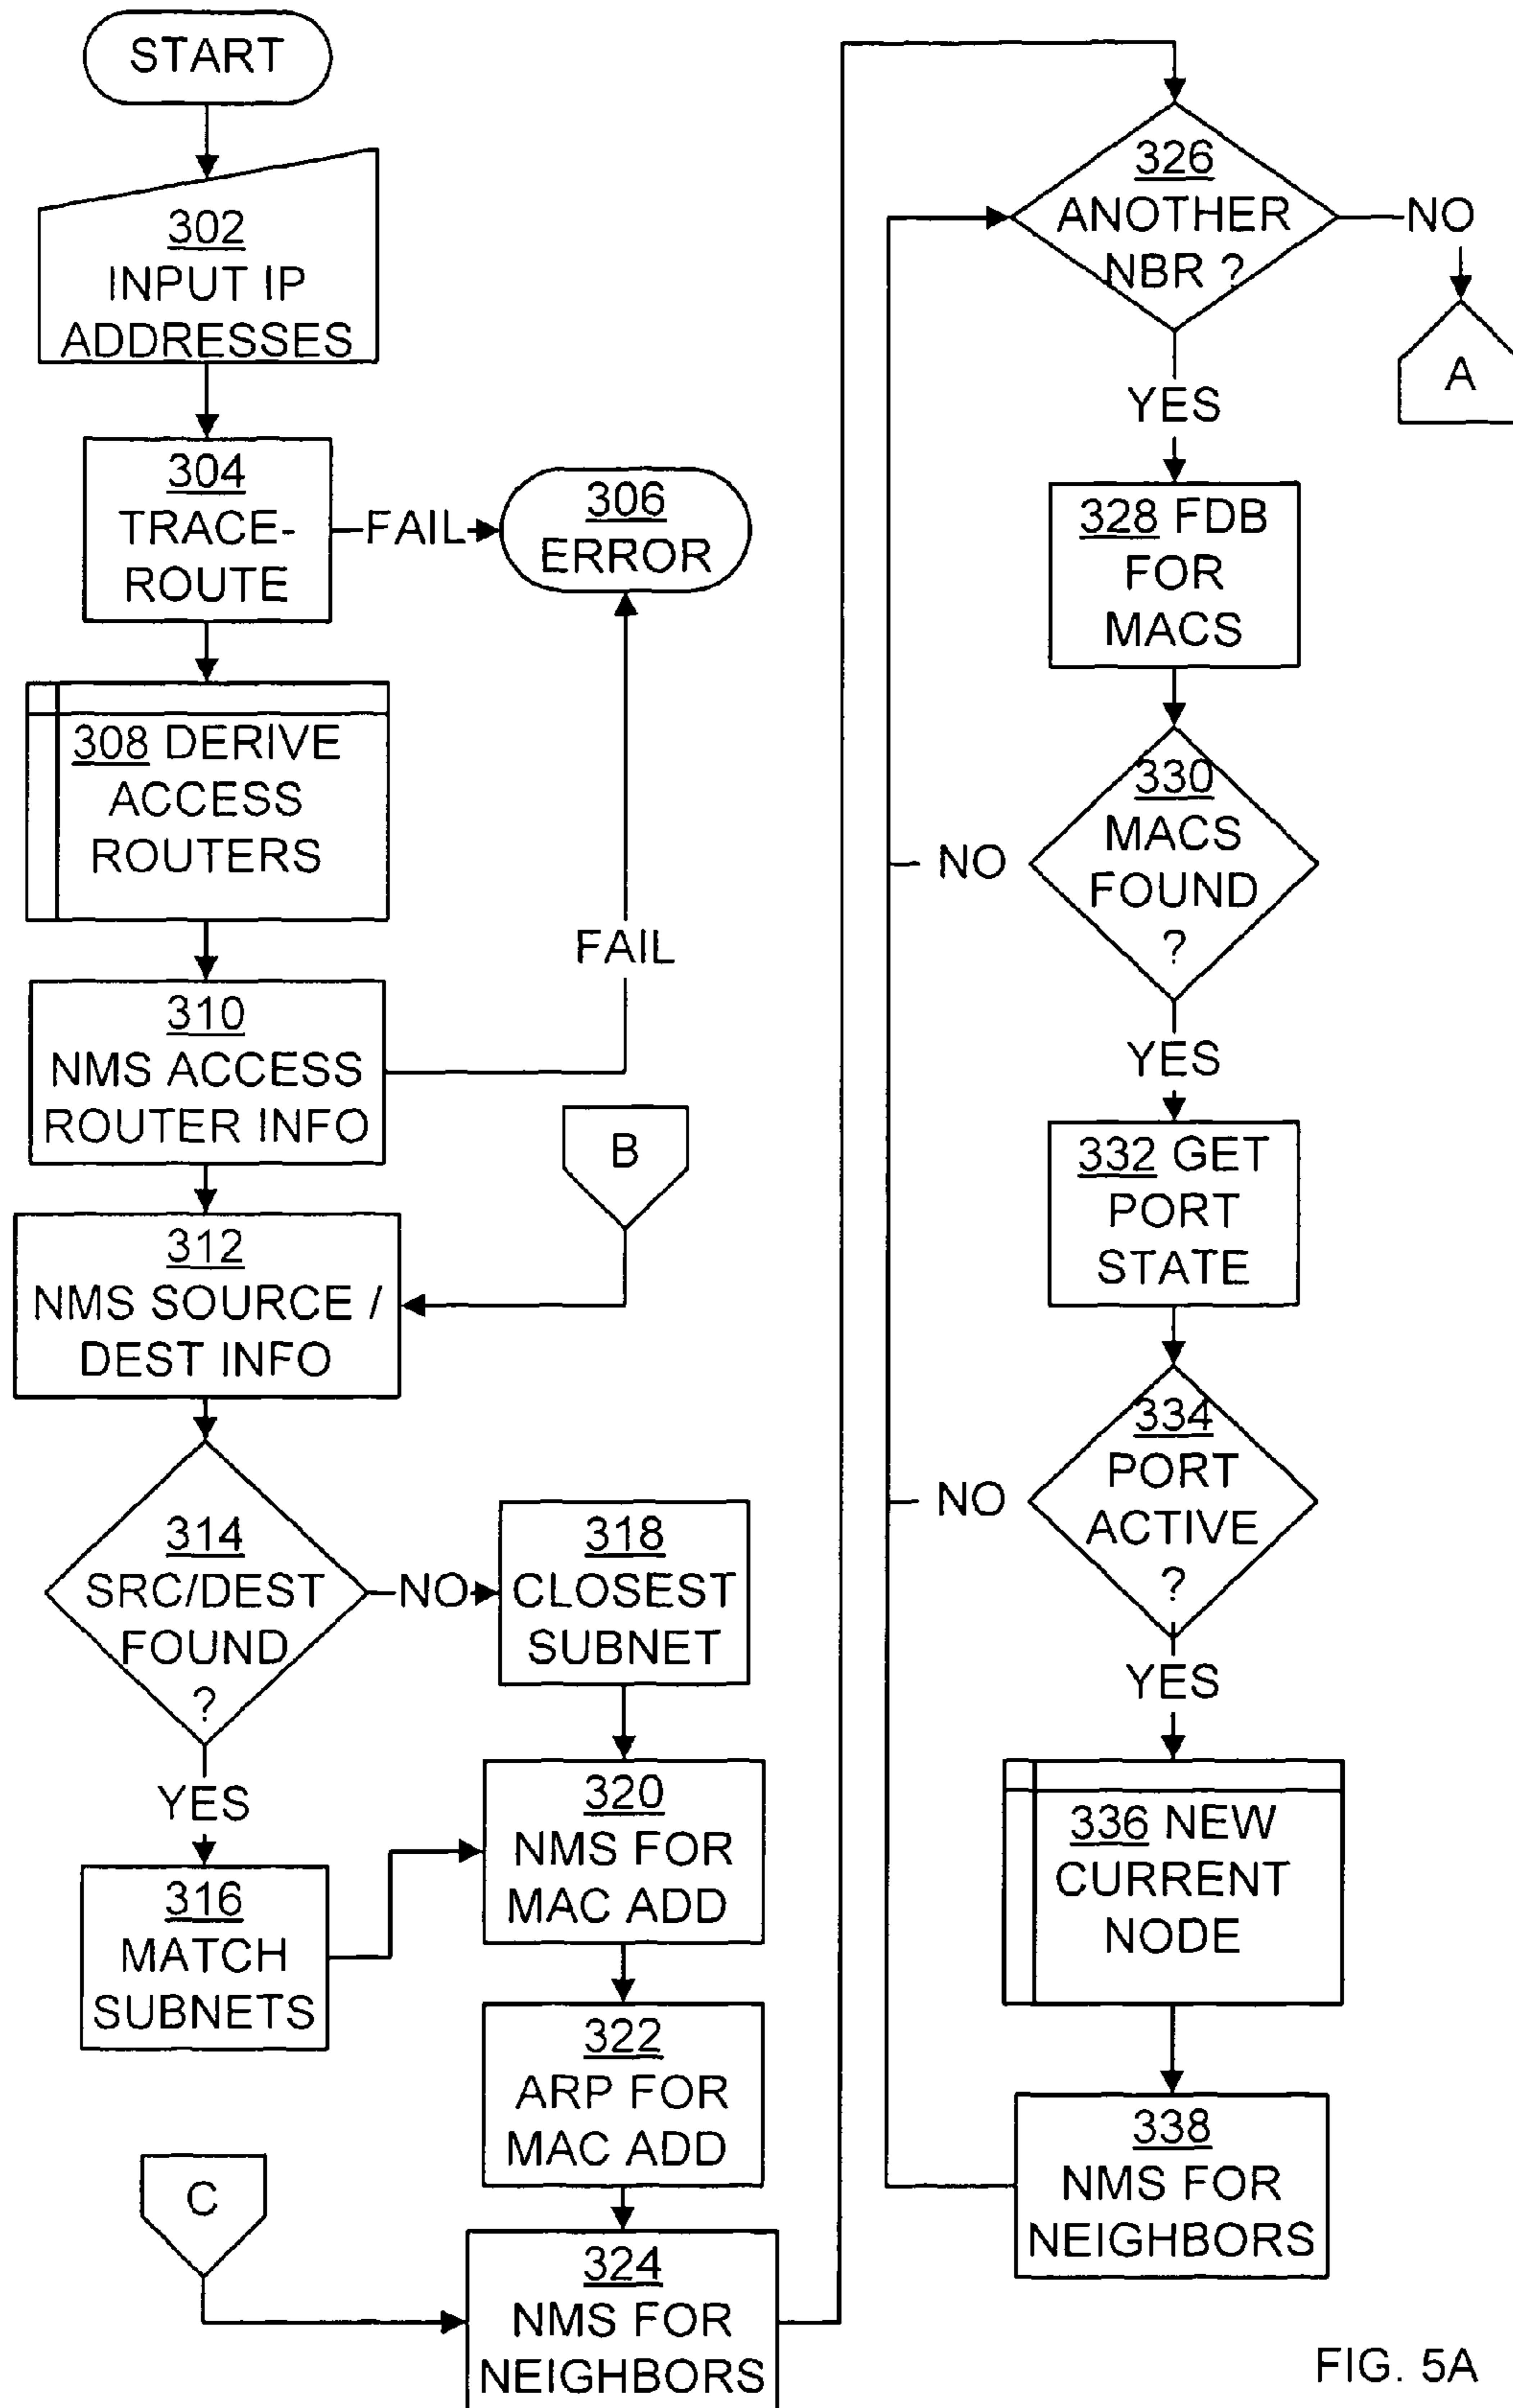 START
302
INPUT IP
ADDRESSES
304
TRACE-
ROUTE
FAIL
306
ERROR
308 DERIVE
ACCESS
ROUTERS
310
NMS ACCESS
ROUTER INFO
FAIL
B
312
NMS SOURCE /
DEST INFO
314
SRC/DEST
FOUND
?
NO
318
CLOSEST
SUBNET
YES
316
MATCH
SUBNETS
320
NMS FOR
MAC ADD
322
ARP FOR
MAC ADD
C
324
NMS FOR
NEIGHBORS
326
ANOTHER
NBR ?
NO
A
YES
328 FDB
FOR
MACS
330
MACS
FOUND
?
NO
YES
332 GET
PORT
STATE
334
PORT
ACTIVE
?
NO
YES
336 NEW
CURRENT
NODE
338
NMS FOR
NEIGHBORS
FIG. 5A